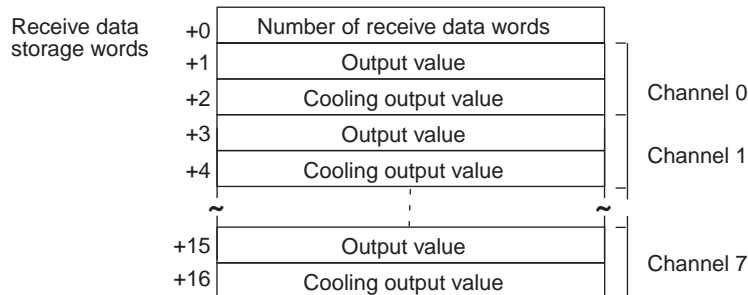 Receive data
storage words
+0 Number of receive data words
+1 Output value
+2 Cooling output value
Channel 0
+3 Output value
+4 Cooling output value
Channel 1
~ ~
+15 Output value
+16 Cooling output value
Channel 7